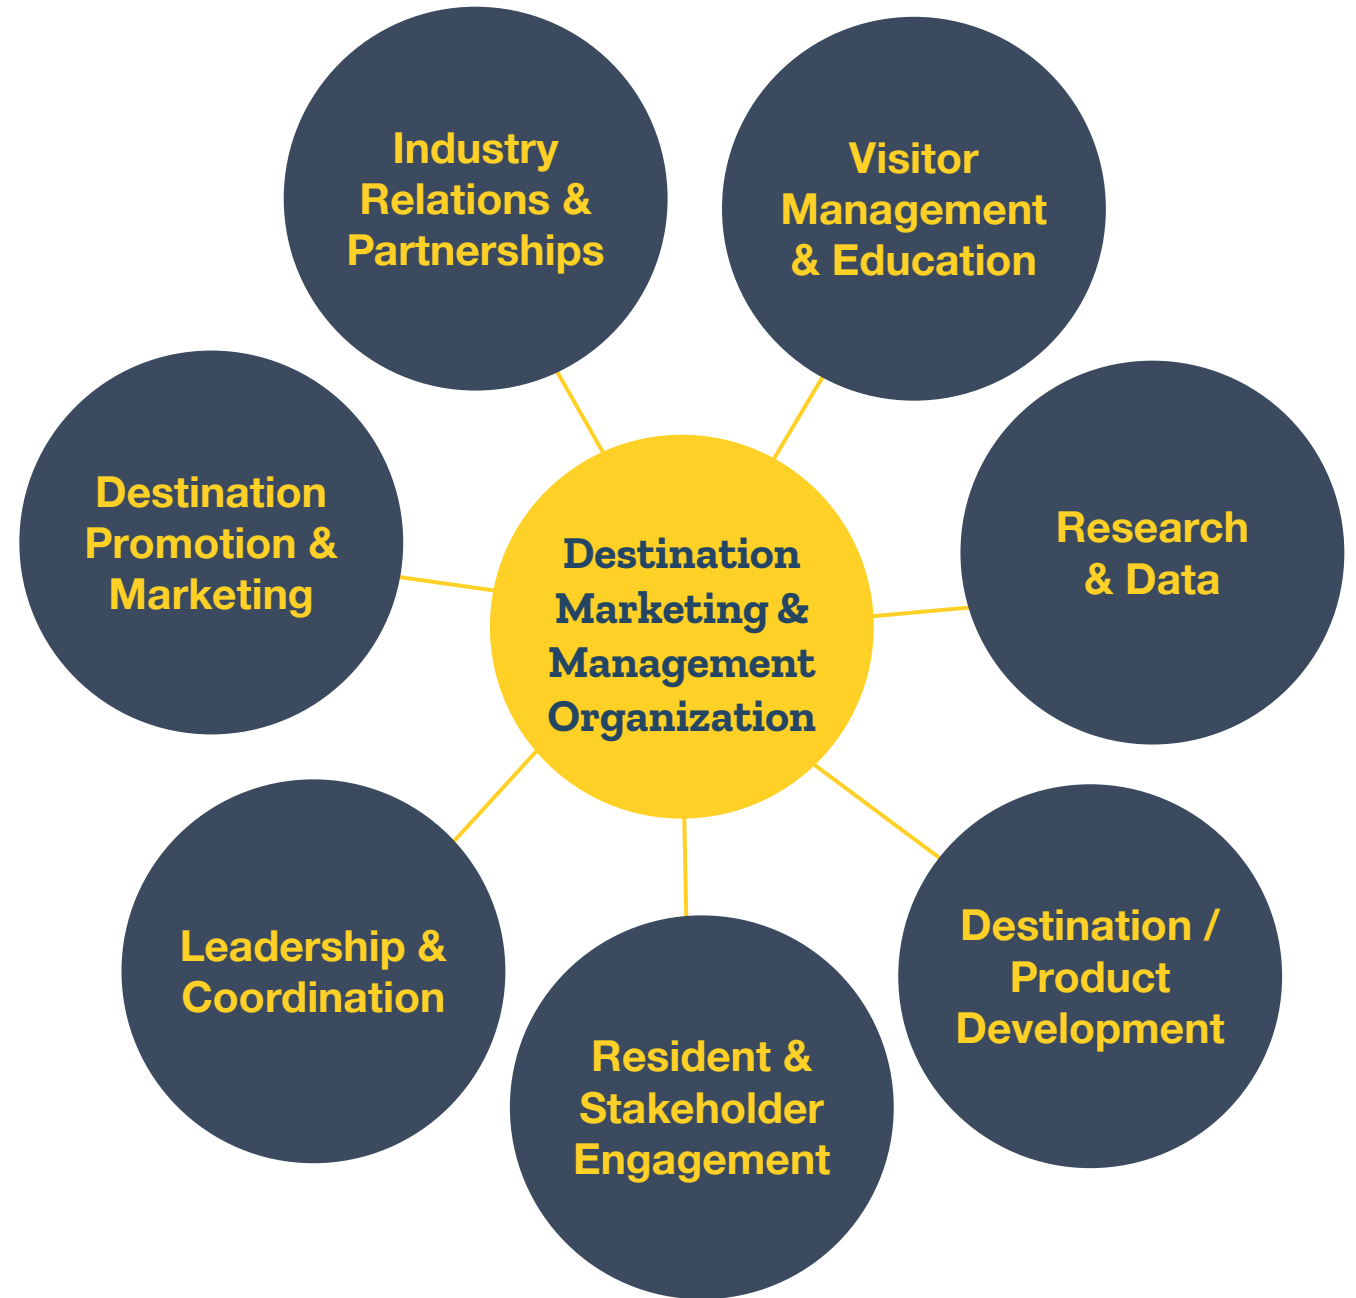 Industry
Relations &
Partnerships
Visitor
Management
& Education
Destination
Promotion &
Marketing
Research
& Data
Destination
Marketing &
Management
Organization
Leadership &
Coordination
Destination /
Product
Development
Resident &
Stakeholder
Engagement